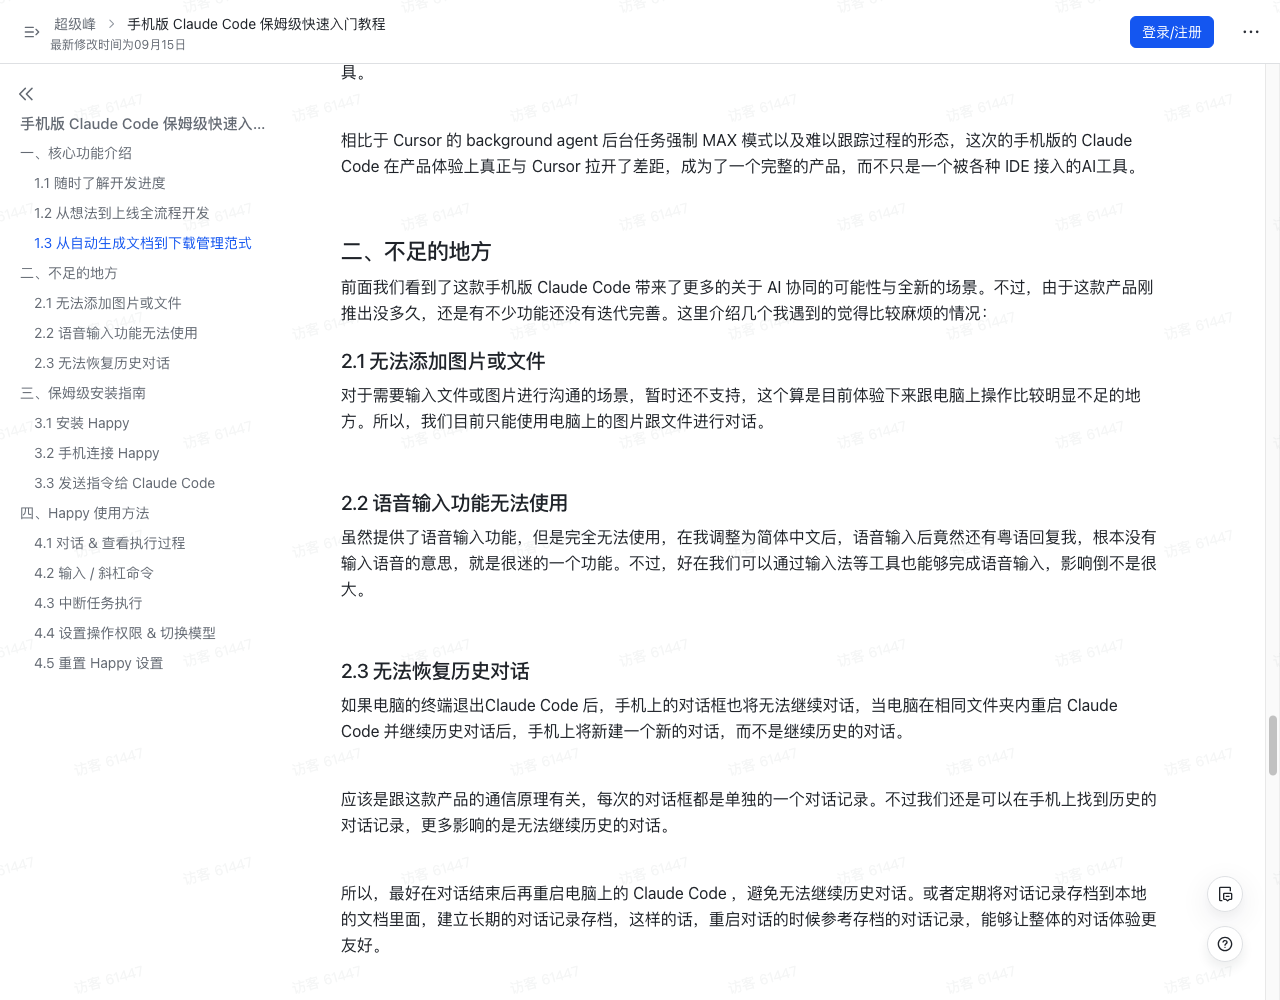 超级峰 > 手机版 Claude Code 保姆级快速入门教程
最新修改时间为09月15日
登录/注册
手机版 Claude Code 保姆级快速入...
一、核心功能介绍
1.1 随时了解开发进度
1.2 从想法到上线全流程开发
1.3 从自动生成文档到下载管理范式
二、不足的地方
2.1 无法添加图片或文件
2.2 语音输入功能无法使用
2.3 无法恢复历史对话
三、保姆级安装指南
3.1 安装 Happy
3.2 手机连接 Happy
3.3 发送指令给 Claude Code
四、Happy 使用方法
4.1 对话 & 查看执行过程
4.2 输入 / 斜杠命令
4.3 中断任务执行
4.4 设置操作权限 & 切换模型
4.5 重置 Happy 设置
具。
相比于 Cursor 的 background agent 后台任务强制 MAX 模式以及难以跟踪过程的形态，这次的手机版的 Claude
Code 在产品体验上真正与 Cursor 拉开了差距，成为了一个完整的产品，而不只是一个被各种 IDE 接入的AI工具。
二、不足的地方
前面我们看到了这款手机版 Claude Code 带来了更多的关于 AI 协同的可能性与全新的场景。不过，由于这款产品刚
推出没多久，还是有不少功能还没有迭代完善。这里介绍几个我遇到的觉得比较麻烦的情况：
2.1 无法添加图片或文件
对于需要输入文件或图片进行沟通的场景，暂时还不支持，这个算是目前体验下来跟电脑上操作比较明显不足的地
方。所以，我们目前只能使用电脑上的图片跟文件进行对话。
2.2 语音输入功能无法使用
虽然提供了语音输入功能，但是完全无法使用，在我调整为简体中文后，语音输入后竟然还有粤语回复我，根本没有
输入语音的意思，就是很迷的一个功能。不过，好在我们可以通过输入法等工具也能够完成语音输入，影响倒不是很
大。
2.3 无法恢复历史对话
如果电脑的终端退出Claude Code 后，手机上的对话框也将无法继续对话，当电脑在相同文件夹内重启 Claude
Code 并继续历史对话后，手机上将新建一个新的对话，而不是继续历史的对话。
应该是跟这款产品的通信原理有关，每次的对话框都是单独的一个对话记录。不过我们还是可以在手机上找到历史的
对话记录，更多影响的是无法继续历史的对话。
所以，最好在对话结束后再重启电脑上的 Claude Code ，避免无法继续历史对话。或者定期将对话记录存档到本地
的文档里面，建立长期的对话记录存档，这样的话，重启对话的时候参考存档的对话记录，能够让整体的对话体验更
友好。
访客 61447